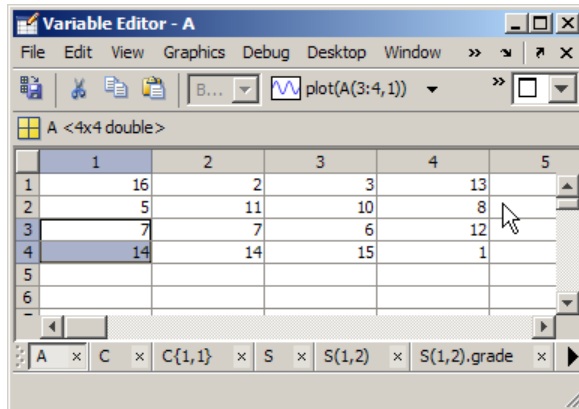 Variable Editor - A
File Edit View Graphics Debug Desktop Window »
B... plot(A(3:4,1)) »
A <4x4 double>
1 2 3 4 5
1 16 2 3 13
2 5 11 10 8
3 7 7 6 12
4 14 14 15 1
5
6
A C C{1,1} S S(1,2) S(1,2).grade